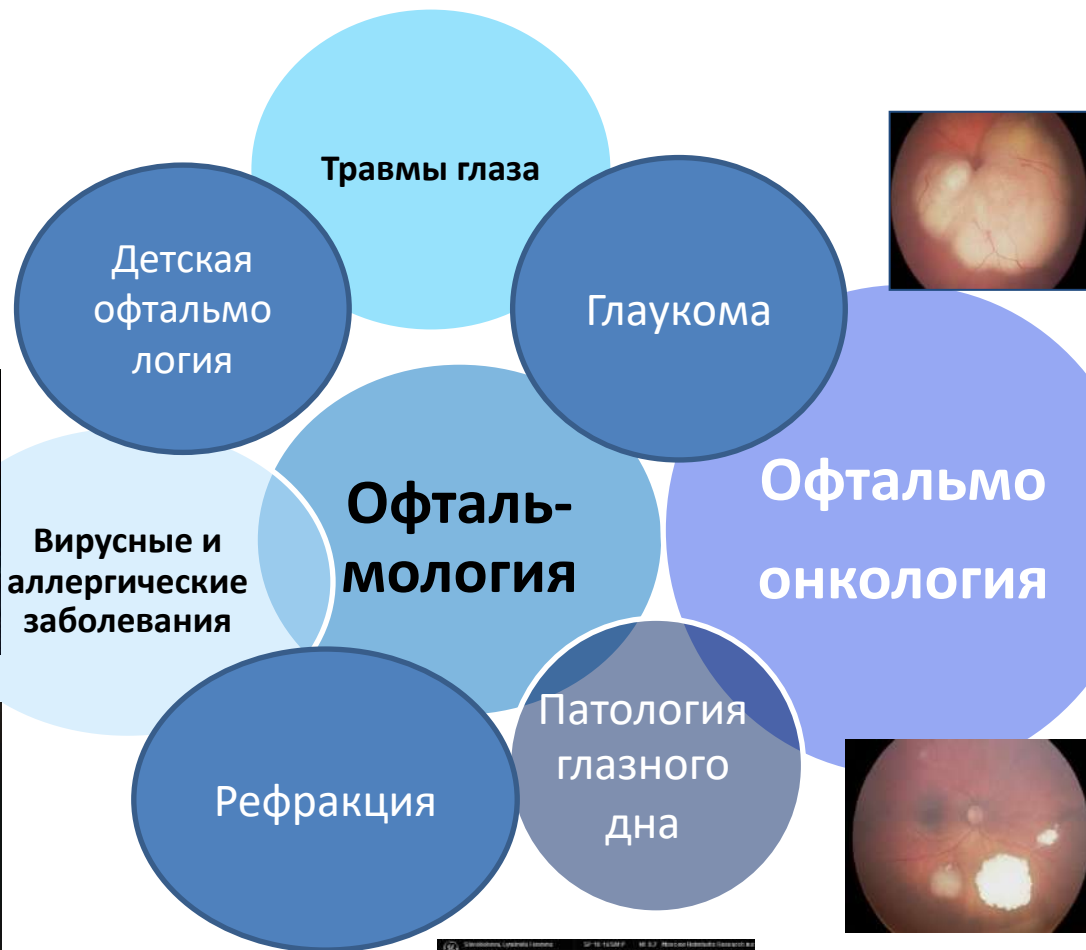 Травмы глаза
Детская
офтальмо
логия
Глаукома
Офталь-
мология
Офтальмо
онкология
Вирусные и
аллергические
заболевания
Патология
глазного
дна
Рефракция